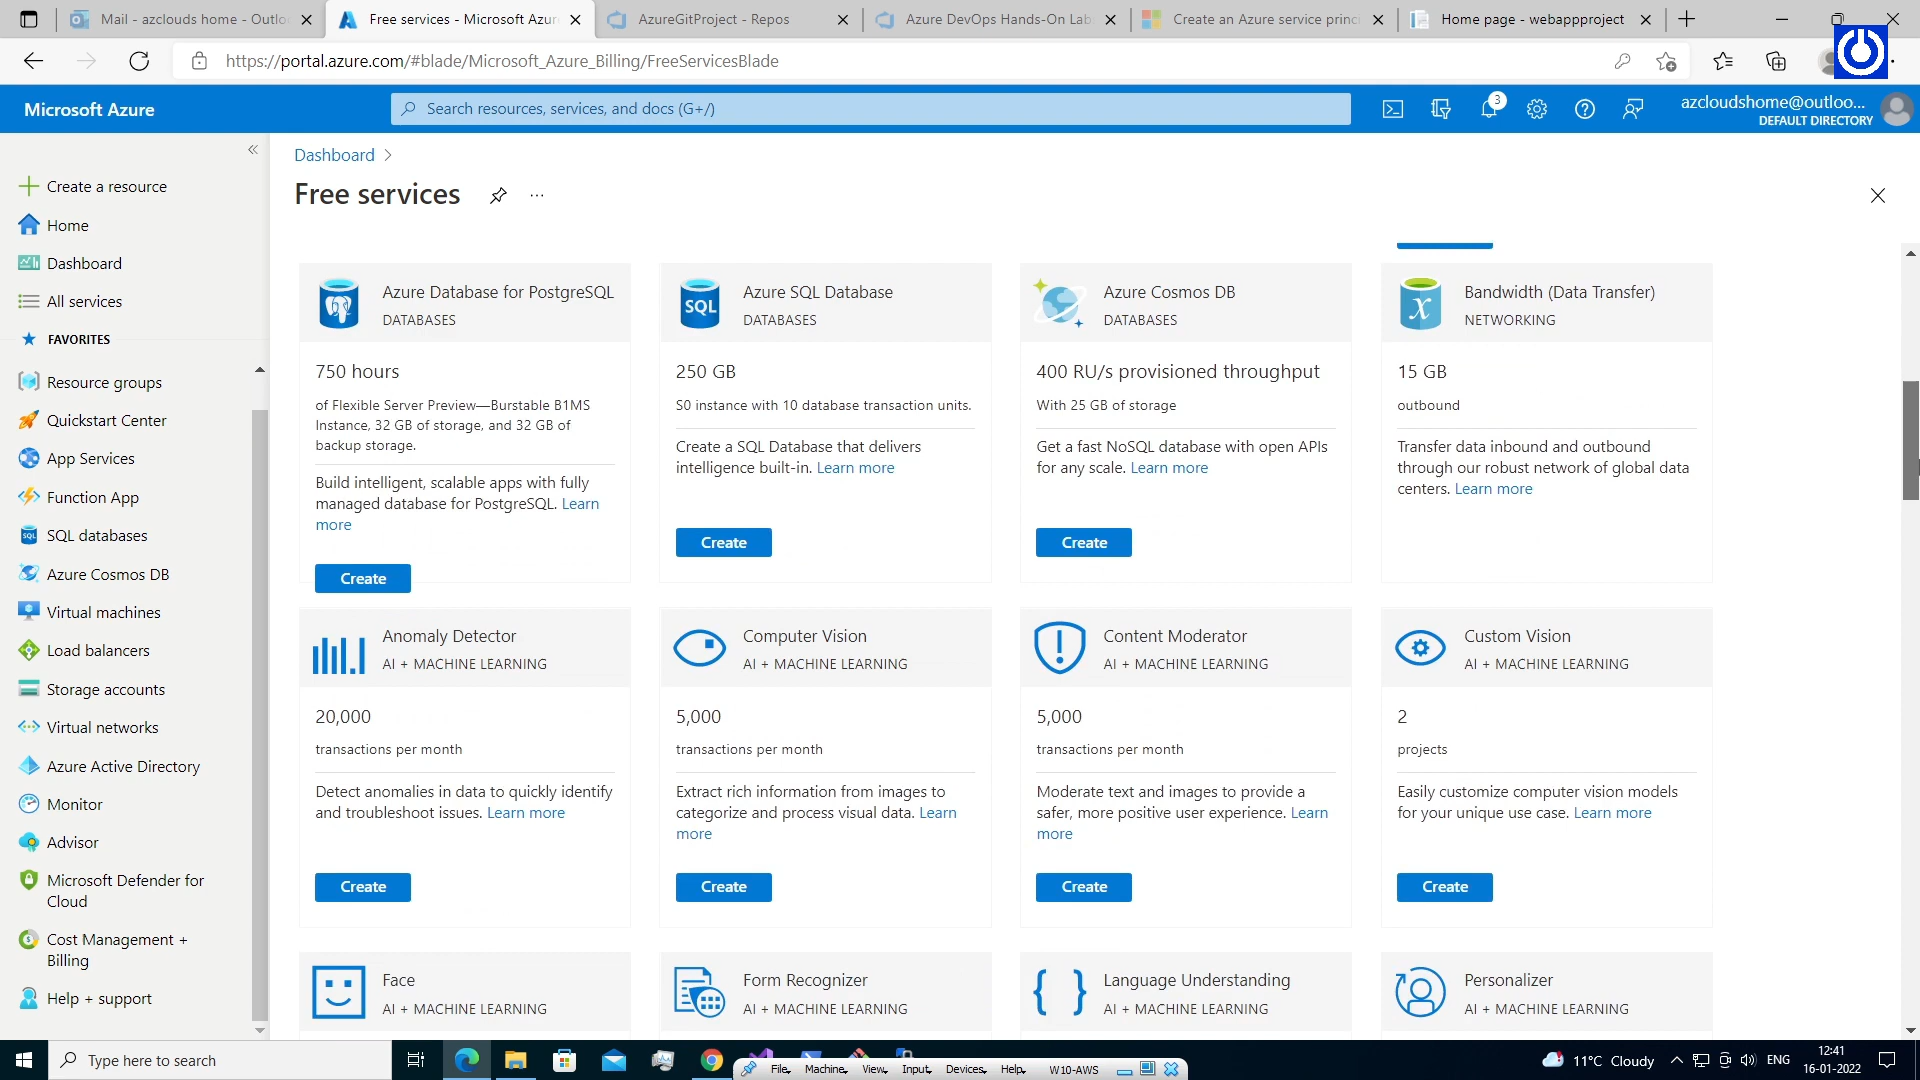 Mail - azclouds home - Outlo
Free services - Microsoft Azur
AzureGitProject - Repos
Azure DevOps Hands-On Lab
Create an Azure service princi
Home page - webappproject
https://portal.azure.com/#blade/Microsoft_Azure_Billing/FreeServicesBlade
Microsoft Azure
Search resources, services, and docs (G+/)
3
azcloudshome@outloo...
DEFAULT DIRECTORY
Create a resource
Home
Dashboard
All services
FAVORITES
Resource groups
Quickstart Center
App Services
Function App
SQL databases
Azure Cosmos DB
Virtual machines
Load balancers
Storage accounts
Virtual networks
Azure Active Directory
Monitor
Advisor
Microsoft Defender for
Cloud
Cost Management +
Billing
Help + support
Dashboard >
Free services
Azure Database for PostgreSQL
DATABASES
750 hours
of Flexible Server Preview—Burstable B1MS
Instance, 32 GB of storage, and 32 GB of
backup storage.
Build intelligent, scalable apps with fully
managed database for PostgreSQL. Learn
more
Create
SQL
Azure SQL Database
DATABASES
250 GB
S0 instance with 10 database transaction units.
Create a SQL Database that delivers
intelligence built-in. Learn more
Create
Azure Cosmos DB
DATABASES
400 RU/s provisioned throughput
With 25 GB of storage
Get a fast NoSQL database with open APIs
for any scale. Learn more
Create
Bandwidth (Data Transfer)
NETWORKING
15 GB
outbound
Transfer data inbound and outbound
through our robust network of global data
centers. Learn more
Anomaly Detector
AI + MACHINE LEARNING
20,000
transactions per month
Detect anomalies in data to quickly identify
and troubleshoot issues. Learn more
Create
Computer Vision
AI + MACHINE LEARNING
5,000
transactions per month
Extract rich information from images to
categorize and process visual data. Learn
more
Create
Content Moderator
AI + MACHINE LEARNING
5,000
transactions per month
Moderate text and images to provide a
safer, more positive user experience. Learn
more
Create
Custom Vision
AI + MACHINE LEARNING
2
projects
Easily customize computer vision models
for your unique use case. Learn more
Create
Face
AI + MACHINE LEARNING
Form Recognizer
AI + MACHINE LEARNING
Language Understanding
AI + MACHINE LEARNING
Personalizer
AI + MACHINE LEARNING
Type here to search
File Machine View Input Devices Help W10-AWS
11°C Cloudy
ENG
12:41
16-01-2022